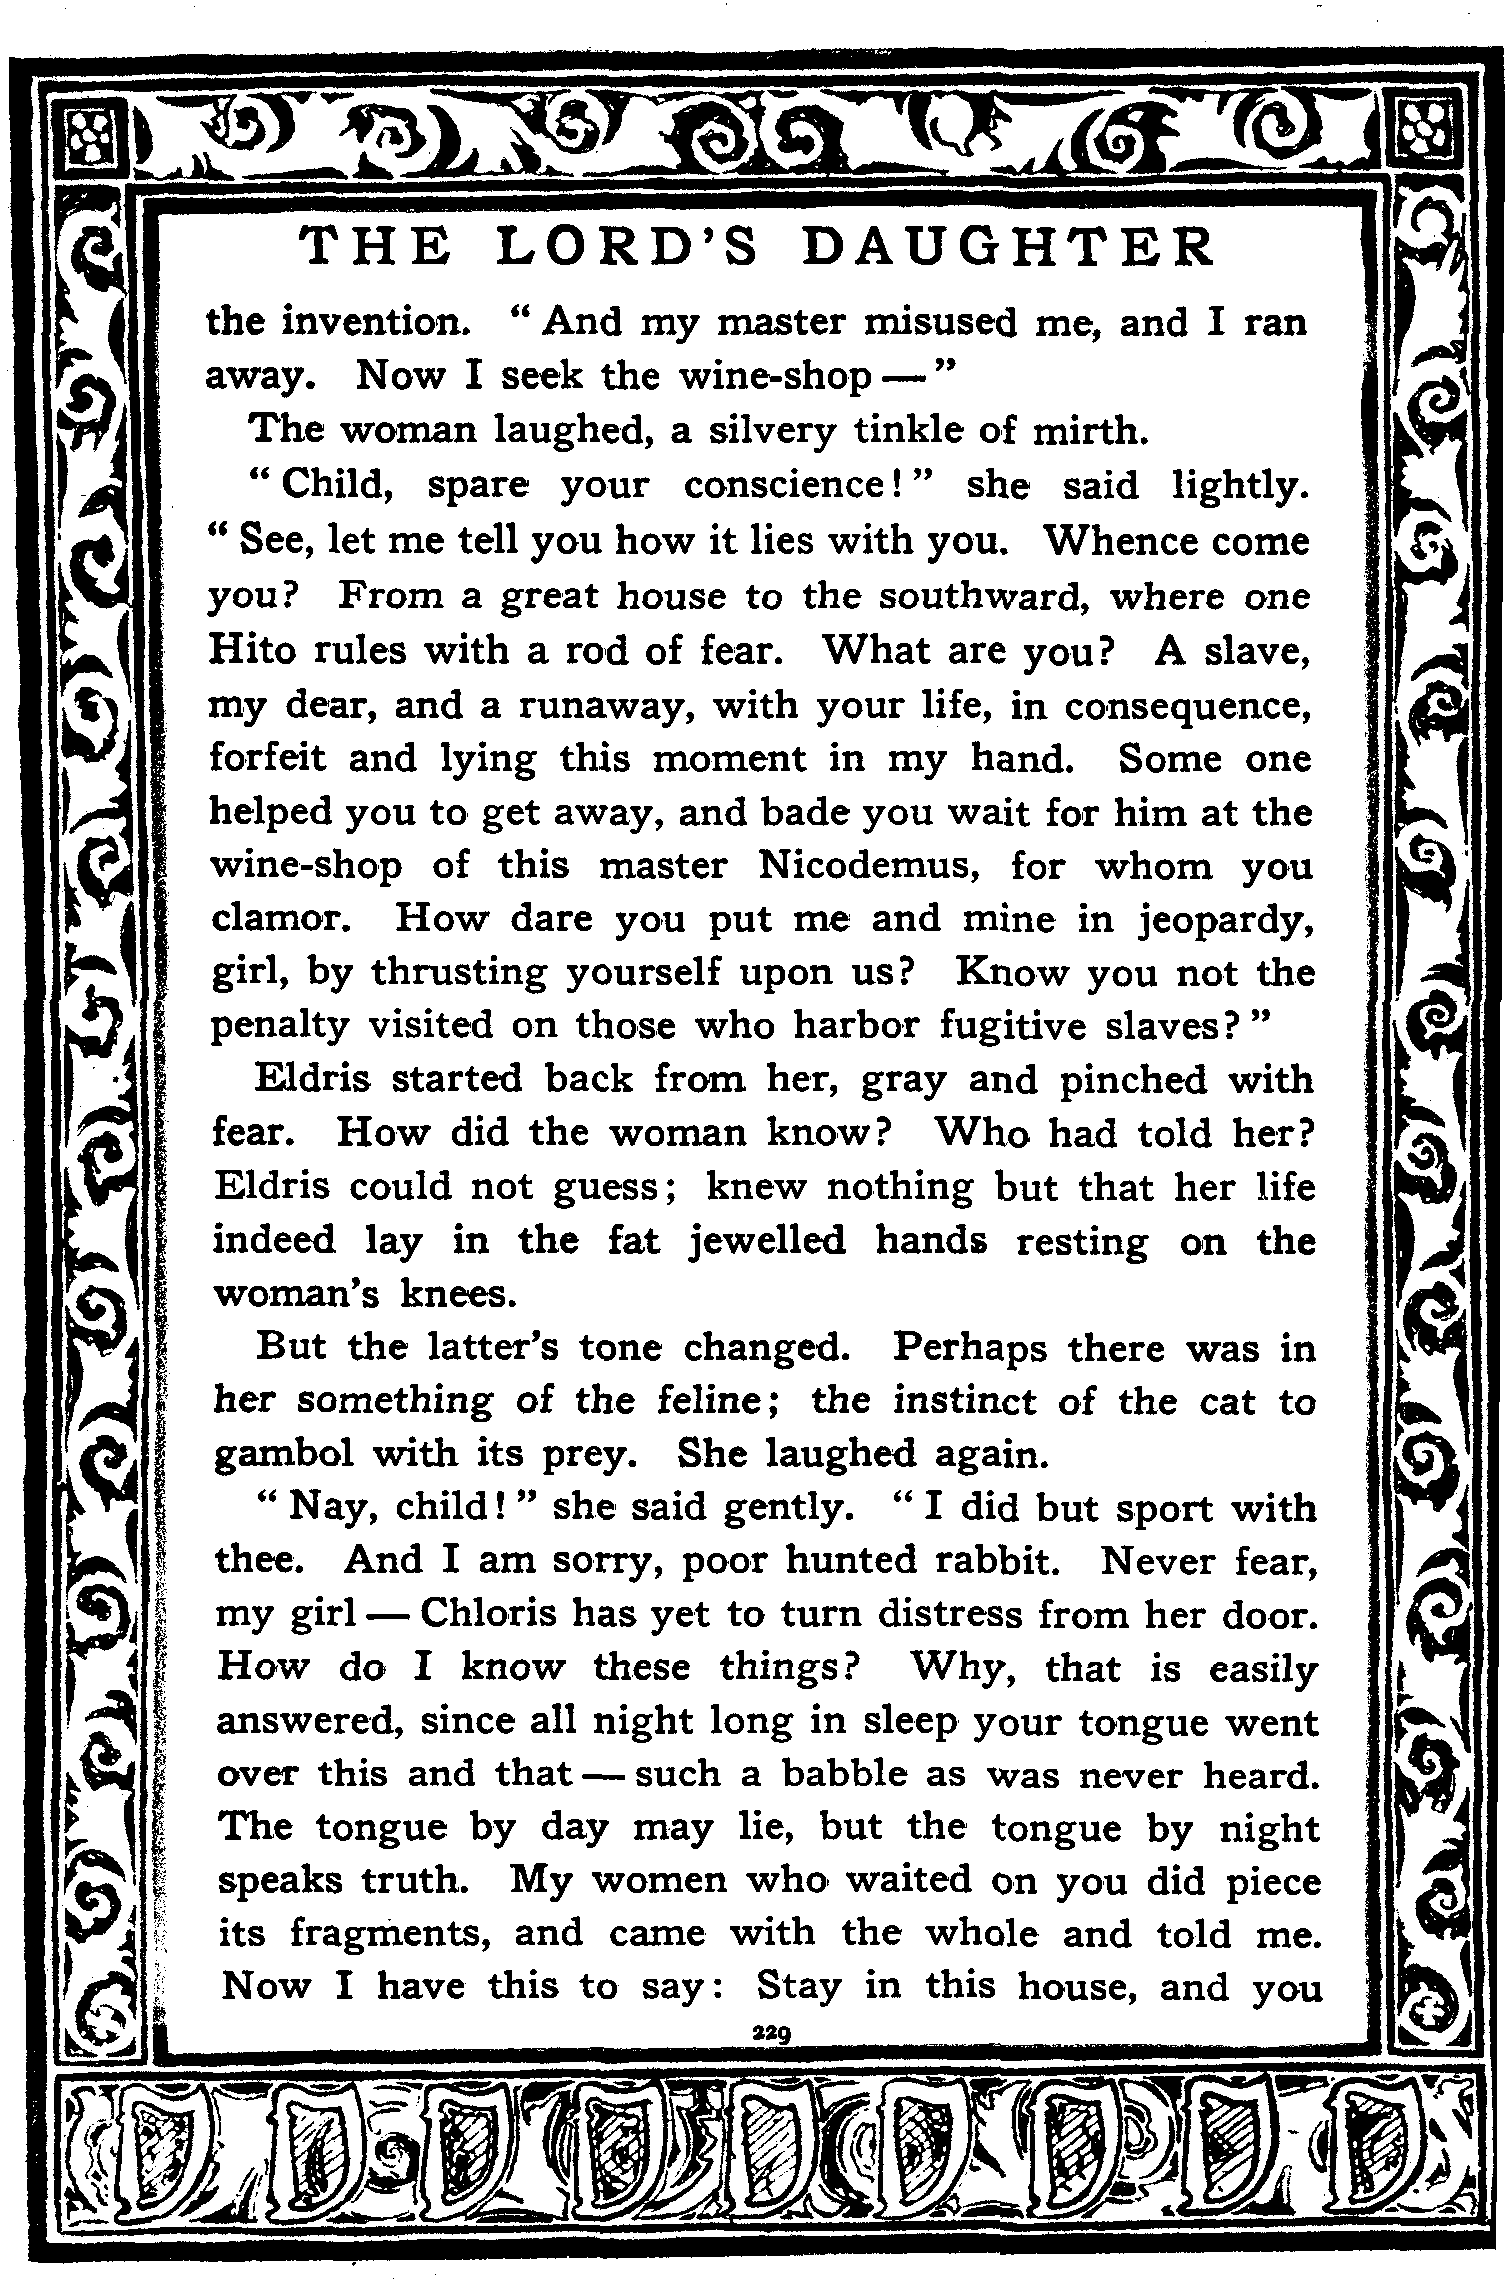 THE LORD'S DAUGHTER
the invention. “ And my master misused me, and I ran
away. Now I seek the wine-shop — ”
The woman laughed, a silvery tinkle of mirth.
“ Child, spare your conscience! ” she said lightly.
“ See, let me tell you how it lies with you. Whence come
you? From a great house to the southward, where one
Hito rules with a rod of fear. What are you? A slave,
my dear, and a runaway, with your life, in consequence,
forfeit and lying this moment in my hand. Some one
helped you to get away, and bade you wait for him at the
wine-shop of this master Nicodemus, for whom you
clamor. How dare you put me and mine in jeopardy,
girl, by thrusting yourself upon us? Know you not the
penalty visited on those who harbor fugitive slaves? ”
Eldris started back from her, gray and pinched with
fear. How did the woman know? Who had told her?
Eldris could not guess; knew nothing but that her life
indeed lay in the fat jewelled hands resting on the
woman's knees.
But the latter's tone changed. Perhaps there was in
her something of the feline; the instinct of the cat to
gambol with its prey. She laughed again.
“ Nay, child! ” she said gently. “ I did but sport with
thee. And I am sorry, poor hunted rabbit. Never fear,
my girl — Chloris has yet to turn distress from her door.
How do I know these things? Why, that is easily
answered, since all night long in sleep your tongue went
over this and that — such a babble as was never heard.
The tongue by day may lie, but the tongue by night
speaks truth. My women who waited on you did piece
its fragments, and came with the whole and told me.
Now I have this to say: Stay in this house, and you
229